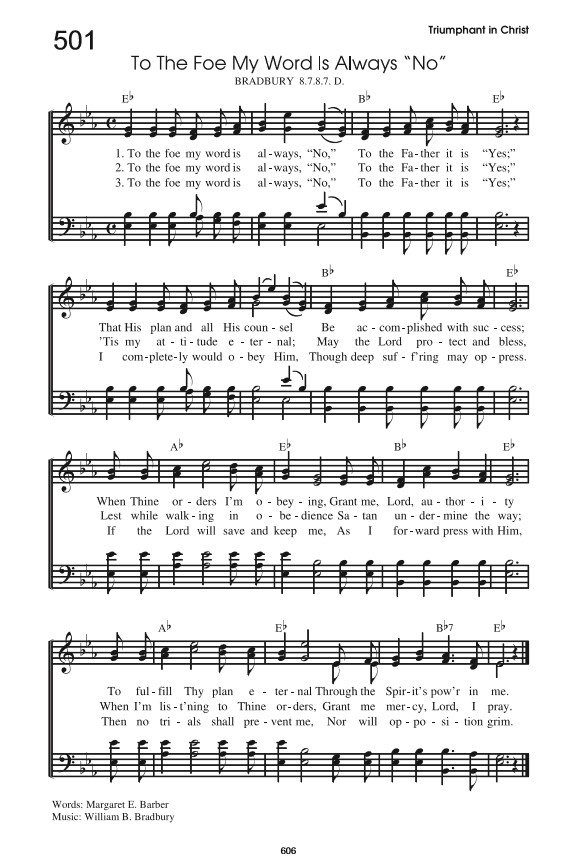 501
Triumphant in Christ
To The Foe My Word Is Always “No”
BRADBURY 8.7.8.7. D.
E♭ B♭ E♭
1. To the foe my word is al - ways, “No,” To the Fa - ther it is “Yes;”
2. To the foe my word is al - ways, “No,” To the Fa - ther it is “Yes;”
3. To the foe my word is al - ways, “No,” To the Fa - ther it is “Yes;”
B♭ E♭
That His plan and all His coun - sel Be ac - com - plished with suc - cess;
'Tis my at - ti - tude e - ter - nal; May the Lord pro - tect and bless,
I com - plete - ly would o - bey Him, Though deep suf - f'ring may op - press.
A♭ E♭ B♭ E♭
When Thine or - ders I'm o - bey - ing, Grant me, Lord, au - thor - i - ty
Lest while walk - ing in o - be - dience Sa - tan un - der - mine the way;
If the Lord will save and keep me, As I for - ward press with Him,
A♭ E♭ B♭7 E♭
To ful - fill Thy plan e - ter - nal Through the Spir - it's pow'r in me.
When I'm lis - t'ning to Thine or - ders, Grant me mer - cy, Lord, I pray.
Then no tri - als shall pre - vent me, Nor will op - po - si - tion grim.
Words: Margaret E. Barber
Music: William B. Bradbury
606